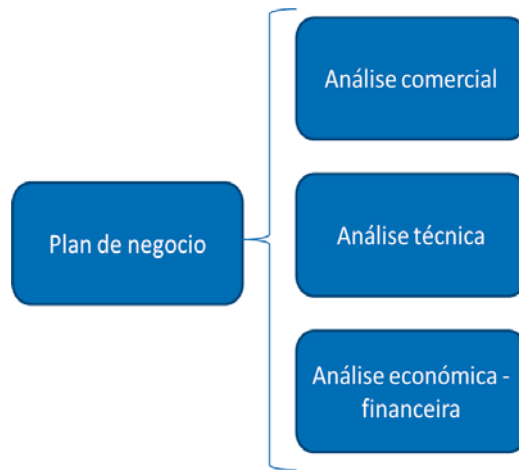 Análise comercial
Plan de negocio
Análise técnica
Análise económica -
financeira